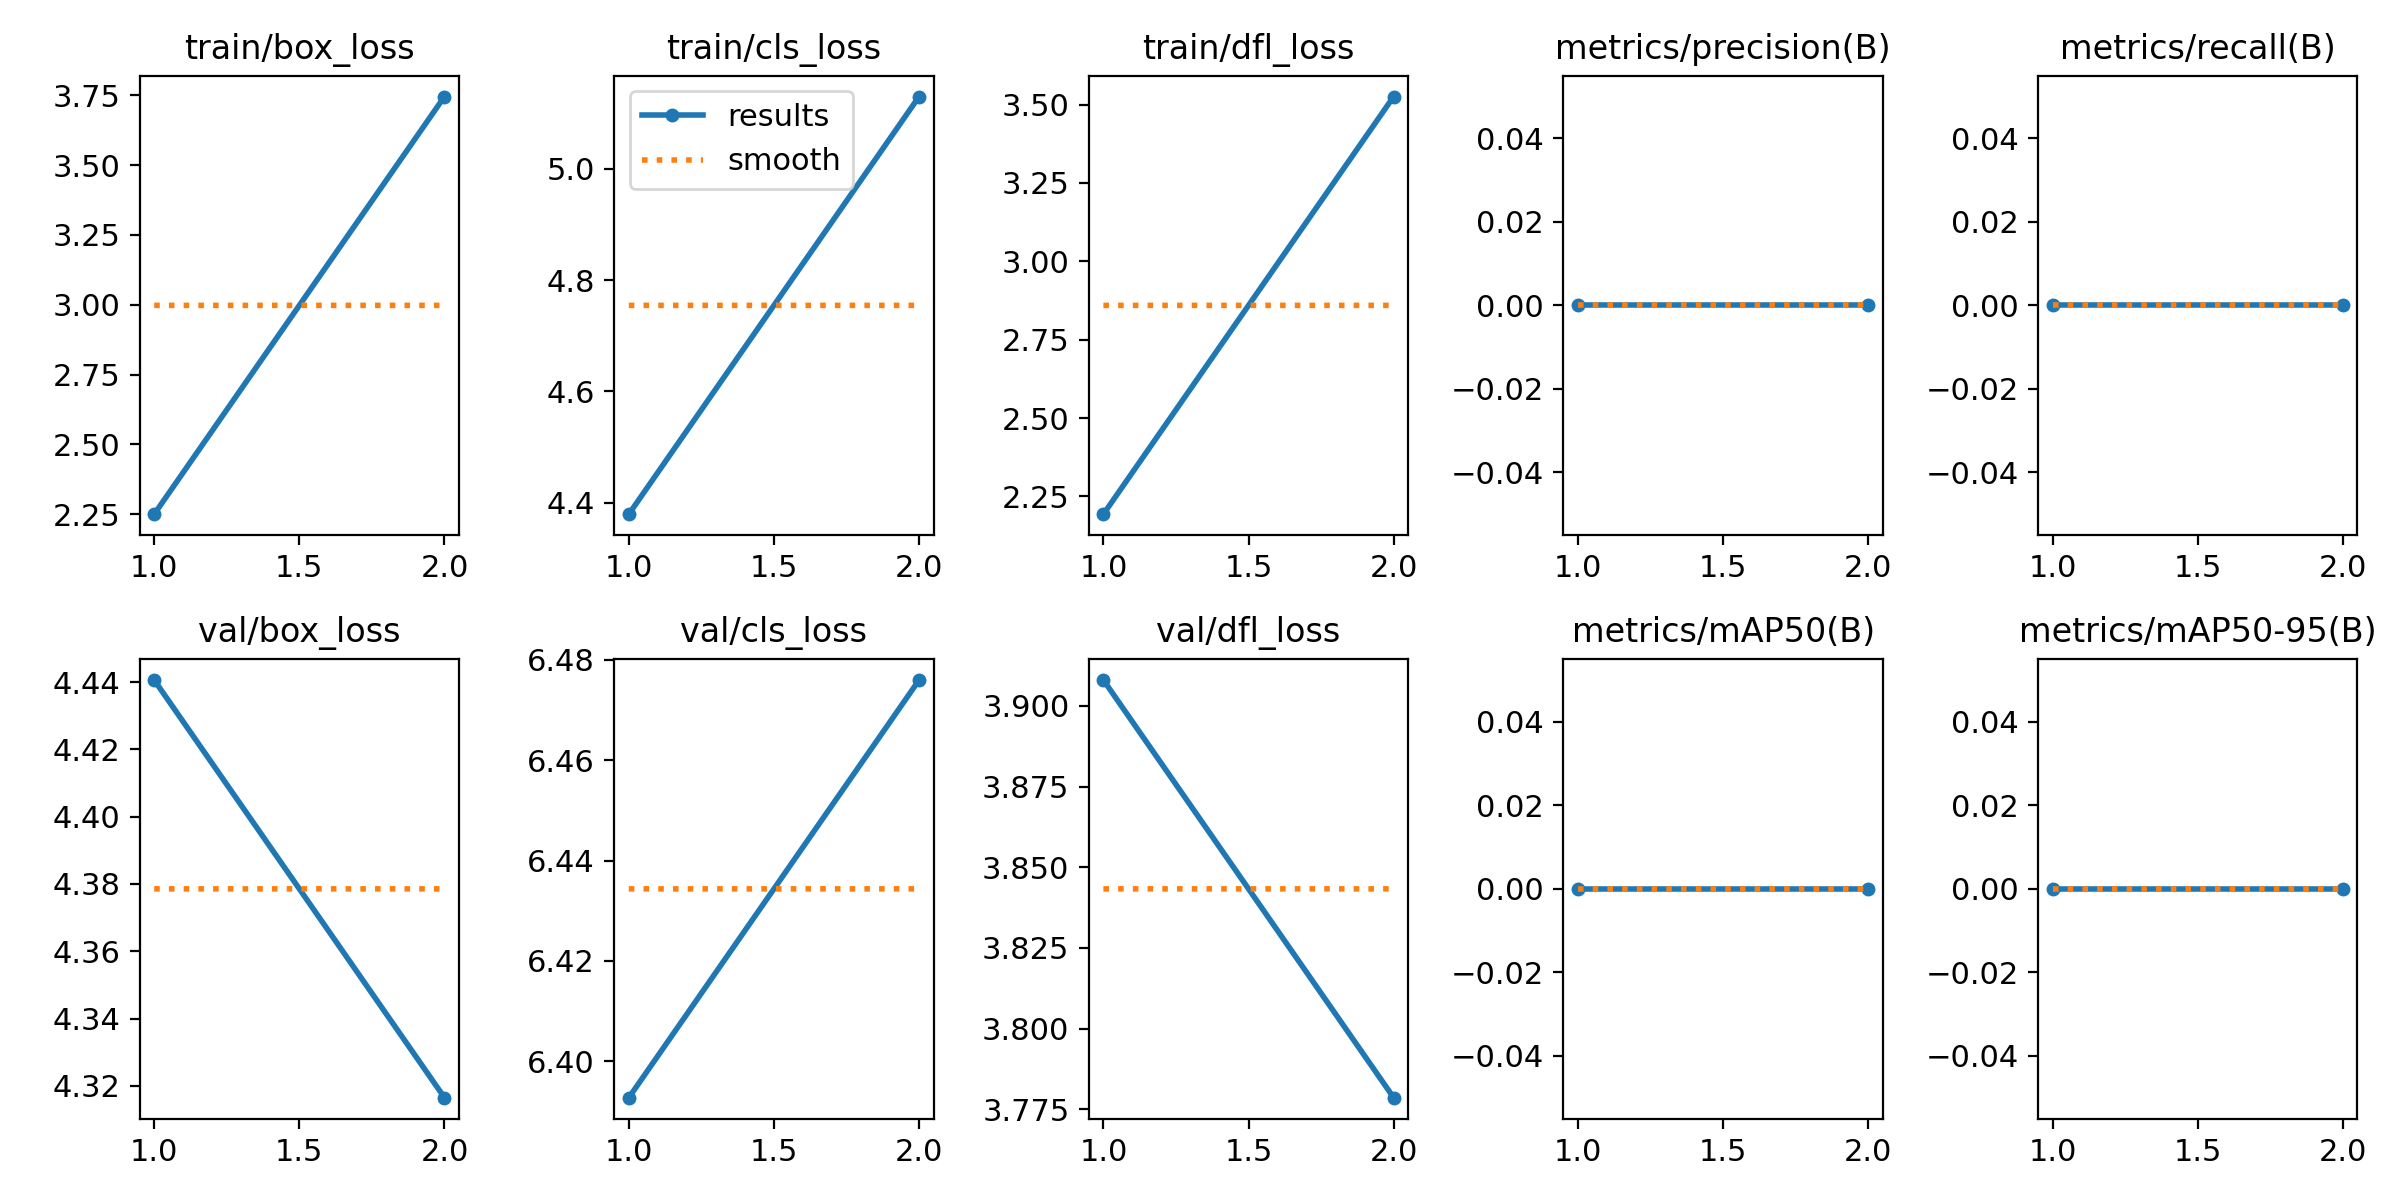 train/box_loss
3.75
3.50
3.25
3.00
2.75
2.50
2.25
1.0 1.5 2.0
train/cls_loss
results
smooth
5.0
4.8
4.6
4.4
1.0 1.5 2.0
train/dfl_loss
3.50
3.25
3.00
2.75
2.50
2.25
1.0 1.5 2.0
metrics/precision(B)
0.04
0.02
0.00
−0.02
−0.04
1.0 1.5 2.0
metrics/recall(B)
0.04
0.02
0.00
−0.02
−0.04
1.0 1.5 2.0
val/box_loss
4.44
4.42
4.40
4.38
4.36
4.34
4.32
1.0 1.5 2.0
val/cls_loss
6.48
6.46
6.44
6.42
6.40
1.0 1.5 2.0
val/dfl_loss
3.900
3.875
3.850
3.825
3.800
3.775
1.0 1.5 2.0
metrics/mAP50(B)
0.04
0.02
0.00
−0.02
−0.04
1.0 1.5 2.0
metrics/mAP50-95(B)
0.04
0.02
0.00
−0.02
−0.04
1.0 1.5 2.0